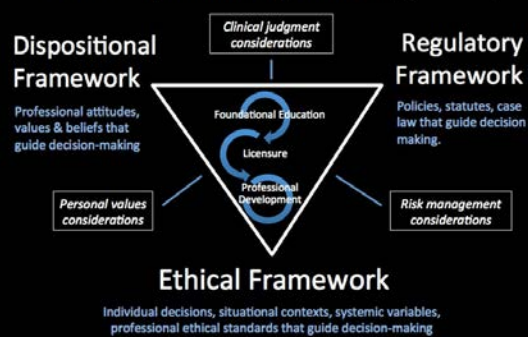 Clinical judgment
considerations
Dispositional
Framework
Professional attitudes,
values & beliefs that
guide decision-making
Regulatory
Framework
Policies, statutes, case
law that guide decision
making.
Foundational Education
Licensure
Professional
Development
Personal values
considerations
Risk management
considerations
Ethical Framework
Individual decisions, situational contexts, systemic variables,
professional ethical standards that guide decision-making